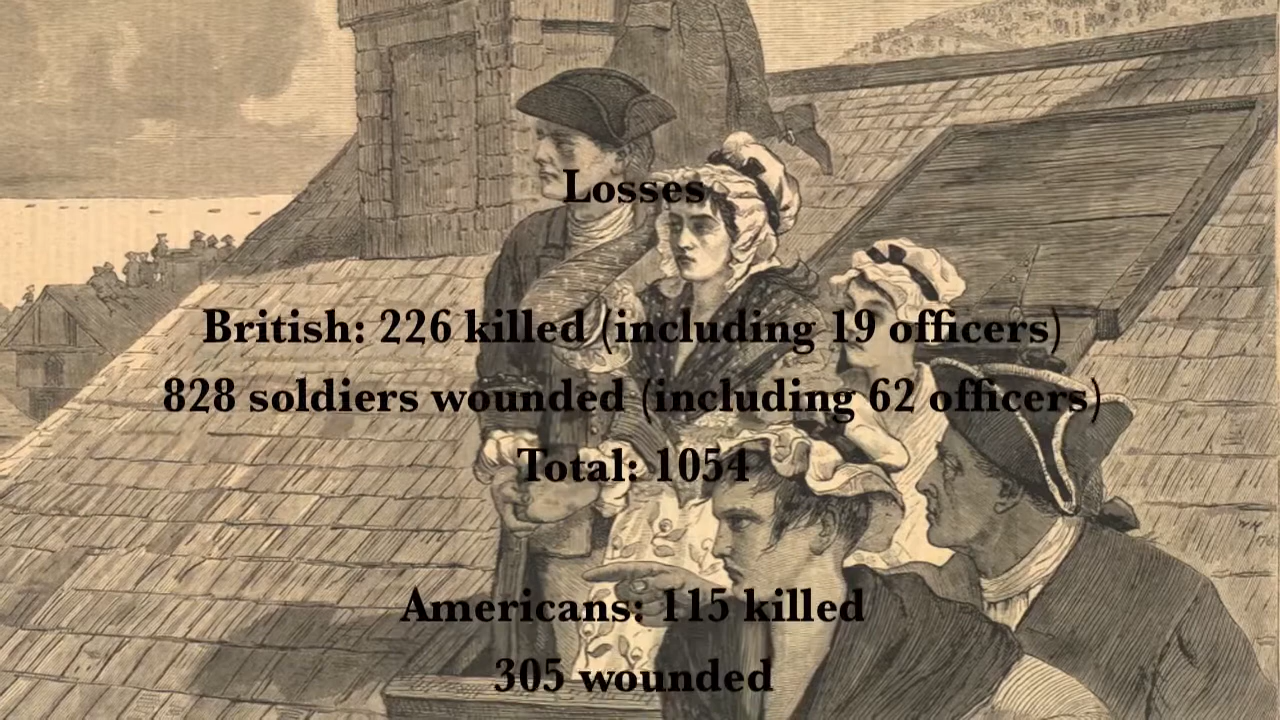 Losses
British: 226 killed (including 19 officers)
828 soldiers wounded (including 62 officers)
Total: 1054
Americans: 115 killed
305 wounded